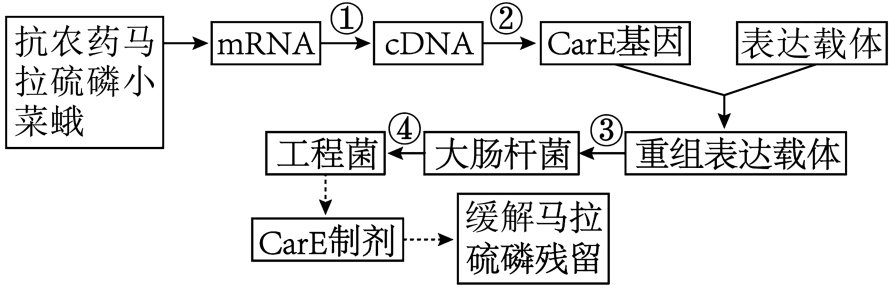 抗农药马
拉硫磷小
菜蛾
mRNA
①
cDNA
②
CarE基因
表达载体
工程菌
④
大肠杆菌
③
重组表达载体
CarE制剂
缓解马拉
硫磷残留